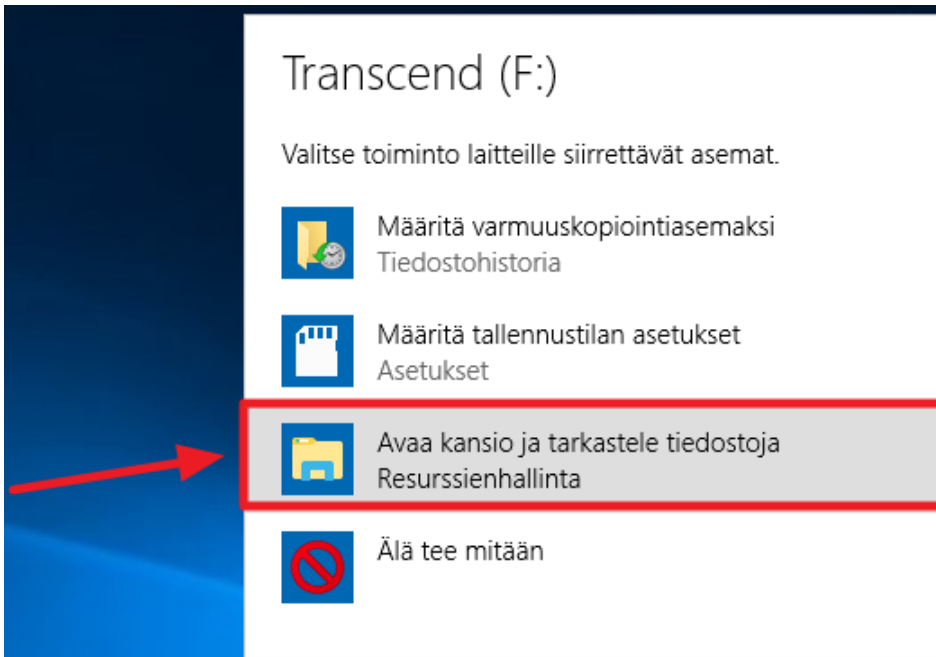 Transcend (F:)
Valitse toiminto laitteille siirrettävät asemat.
Määritä varmuuskopiointiasemaksi
Tiedostohistoria
Määritä tallennustilan asetukset
Asetukset
Avaa kansio ja tarkastele tiedostoja
Resurssienhallinta
Älä tee mitään